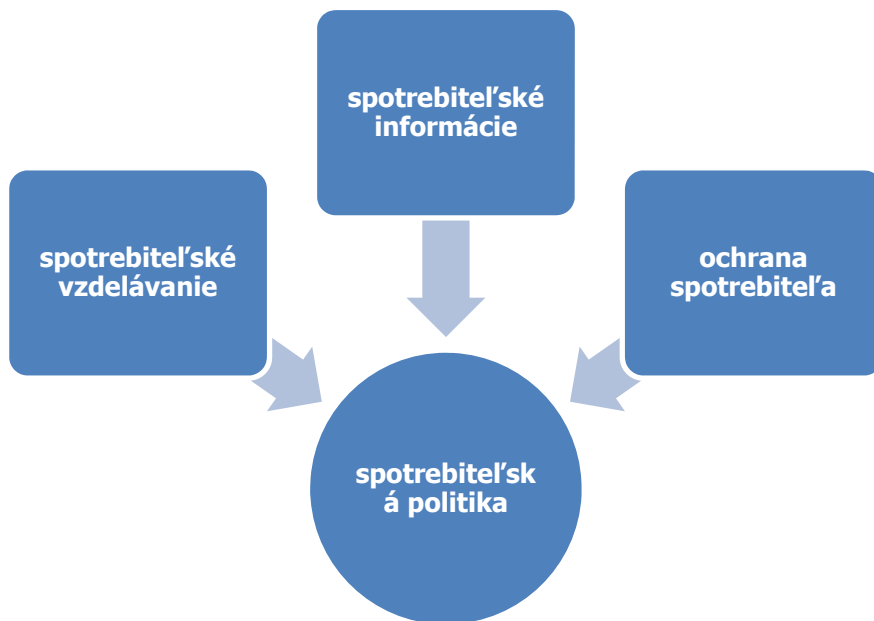 spotrebiteľské
informácie
spotrebiteľské
vzdelávanie
ochrana
spotrebiteľa
spotrebiteľsk
á politika